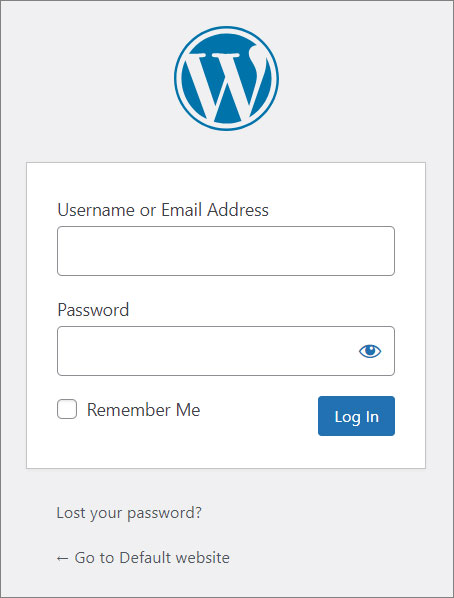 Username or Email Address
Password
Remember Me
Log In
Lost your password?
← Go to Default website